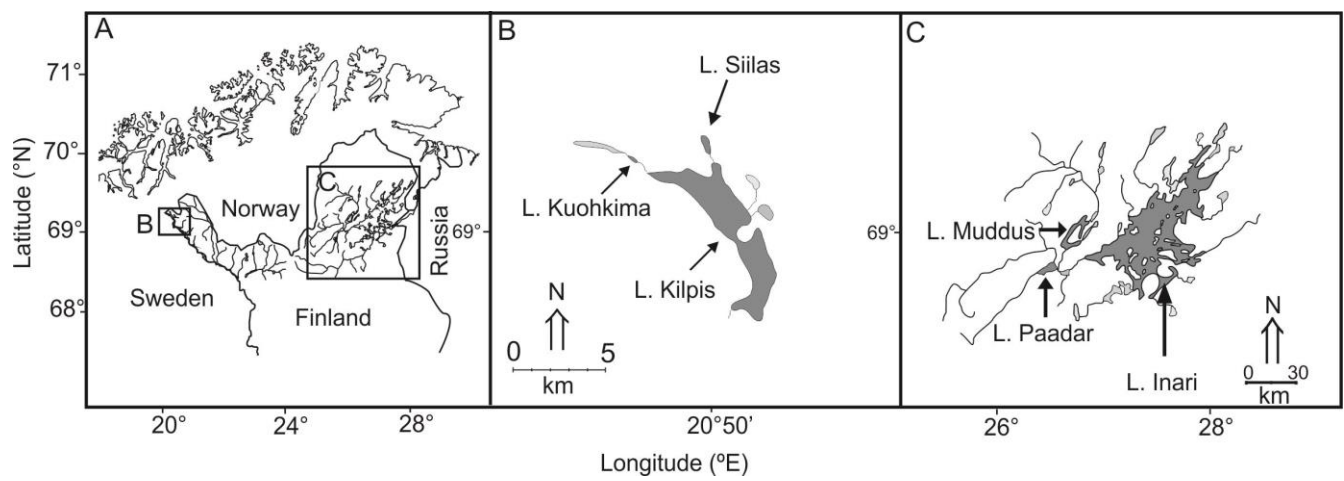 A
71°
70°
69°
68°
Latitude (°N)
B
C
Norway
Russia
Sweden
Finland
20°
24°
28°
B
L. Siilas
L. Kuohkima
L. Kilpis
N
0 5
km
69°
20°50'
C
L. Muddus
L. Paadar
L. Inari
N
0 30
km
69°
26°
28°
Longitude (ºE)